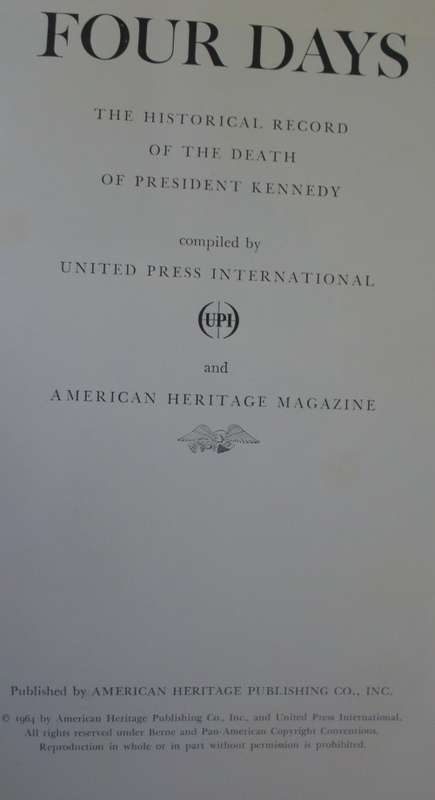 FOUR DAYS
THE HISTORICAL RECORD
OF THE DEATH
OF PRESIDENT KENNEDY
compiled by
UNITED PRESS INTERNATIONAL
UPI
and
AMERICAN HERITAGE MAGAZINE
Published by AMERICAN HERITAGE PUBLISHING CO., INC.
© 1964 by American Heritage Publishing Co., Inc., and United Press International.
All rights reserved under Berne and Pan-American Copyright Conventions.
Reproduction in whole or in part without permission is prohibited.